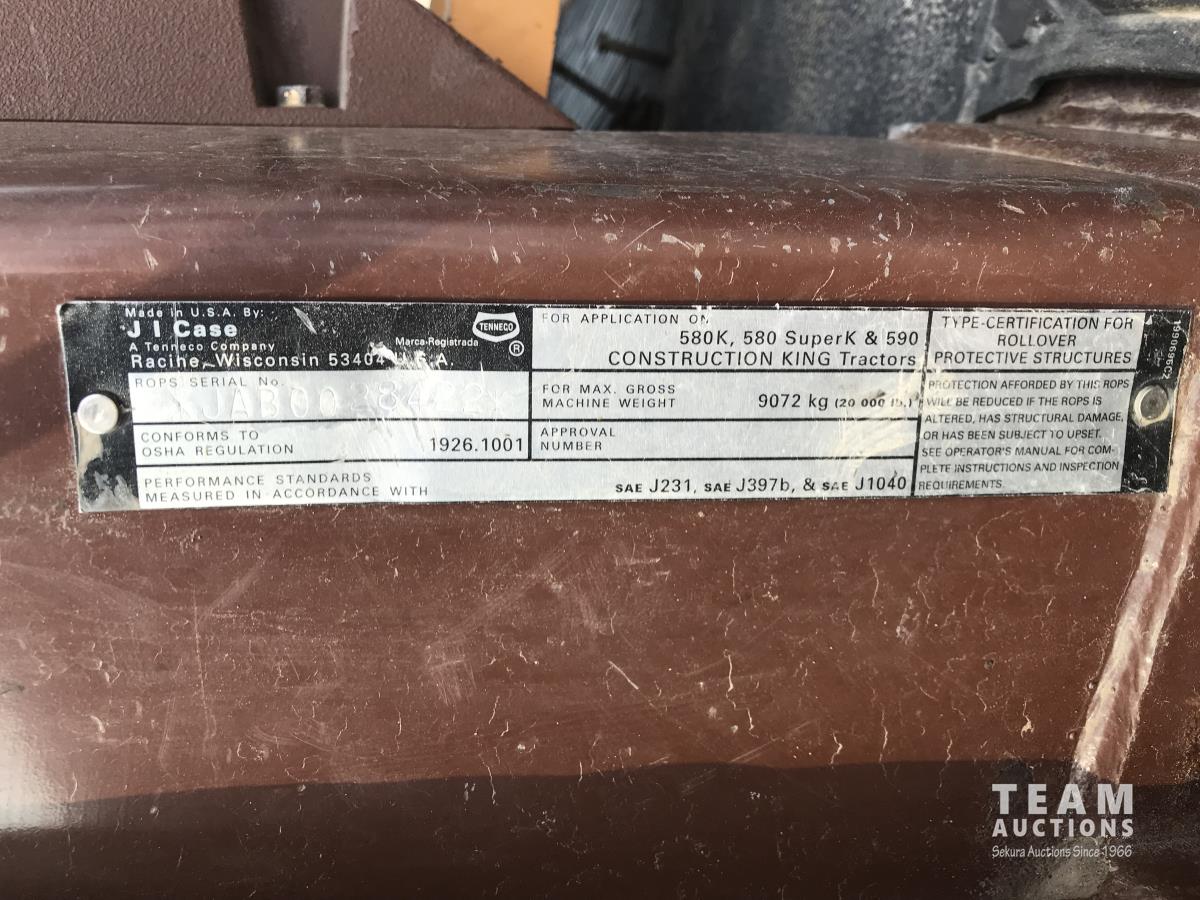 Made in U.S.A. By:
J I Case
A Tenneco Company
Racine, Wisconsin 53404 U.S.A.
Marca Registrada
TENNECO
®
ROPS SERIAL No.
CONFORMS TO
OSHA REGULATION 1926.1001
PERFORMANCE STANDARDS
MEASURED IN ACCORDANCE WITH SAE J231, SAE J397b, & SAE J1040
FOR APPLICATION ON
580K, 580 SuperK & 590
CONSTRUCTION KING Tractors
FOR MAX. GROSS
MACHINE WEIGHT 9072 kg (20 000 lb.)
APPROVAL
NUMBER
TYPE-CERTIFICATION FOR
ROLLOVER
PROTECTIVE STRUCTURES
PROTECTION AFFORDED BY THIS ROPS
WILL BE REDUCED IF THE ROPS IS
ALTERED, HAS STRUCTURAL DAMAGE,
OR HAS BEEN SUBJECT TO UPSET.
SEE OPERATOR'S MANUAL FOR COM-
PLETE INSTRUCTIONS AND INSPECTION
REQUIREMENTS.
TEAM
AUCTIONS
Sekura Auctions Since 1966